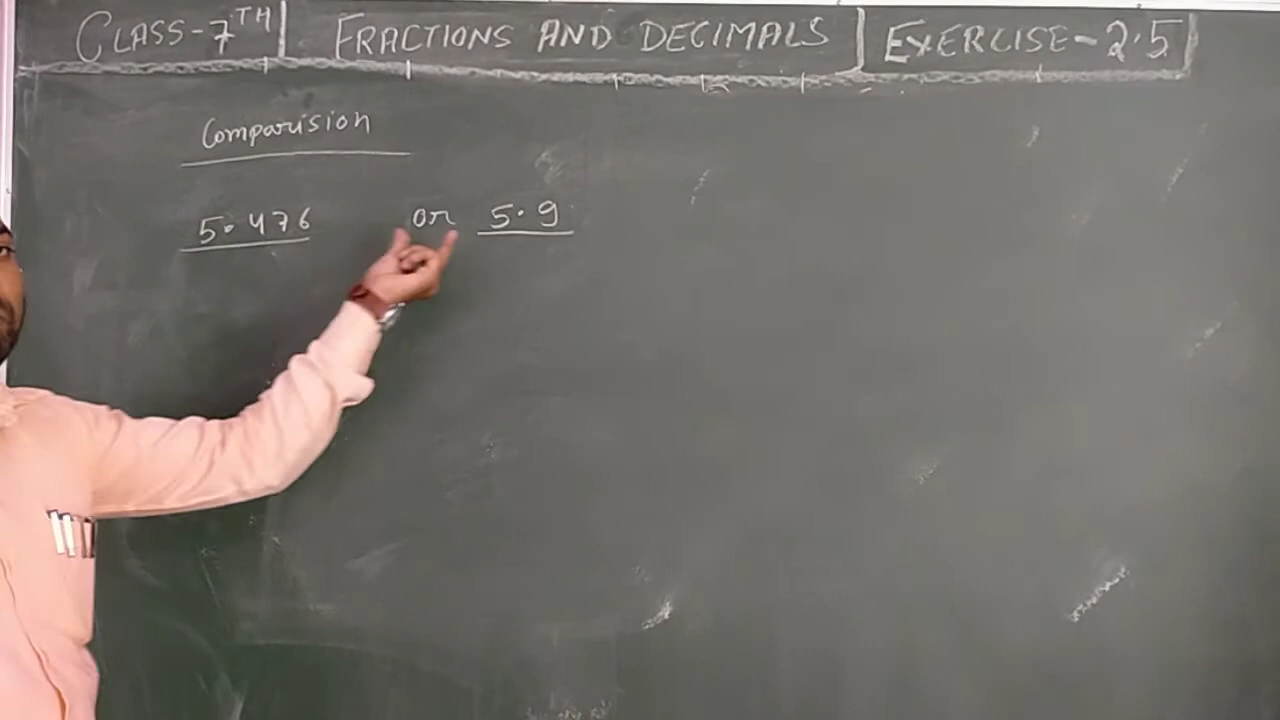 CLASS-7TH | FRACTIONS AND DECIMALS | EXERCISE-2.5
Comparision
5.476 or 5.9